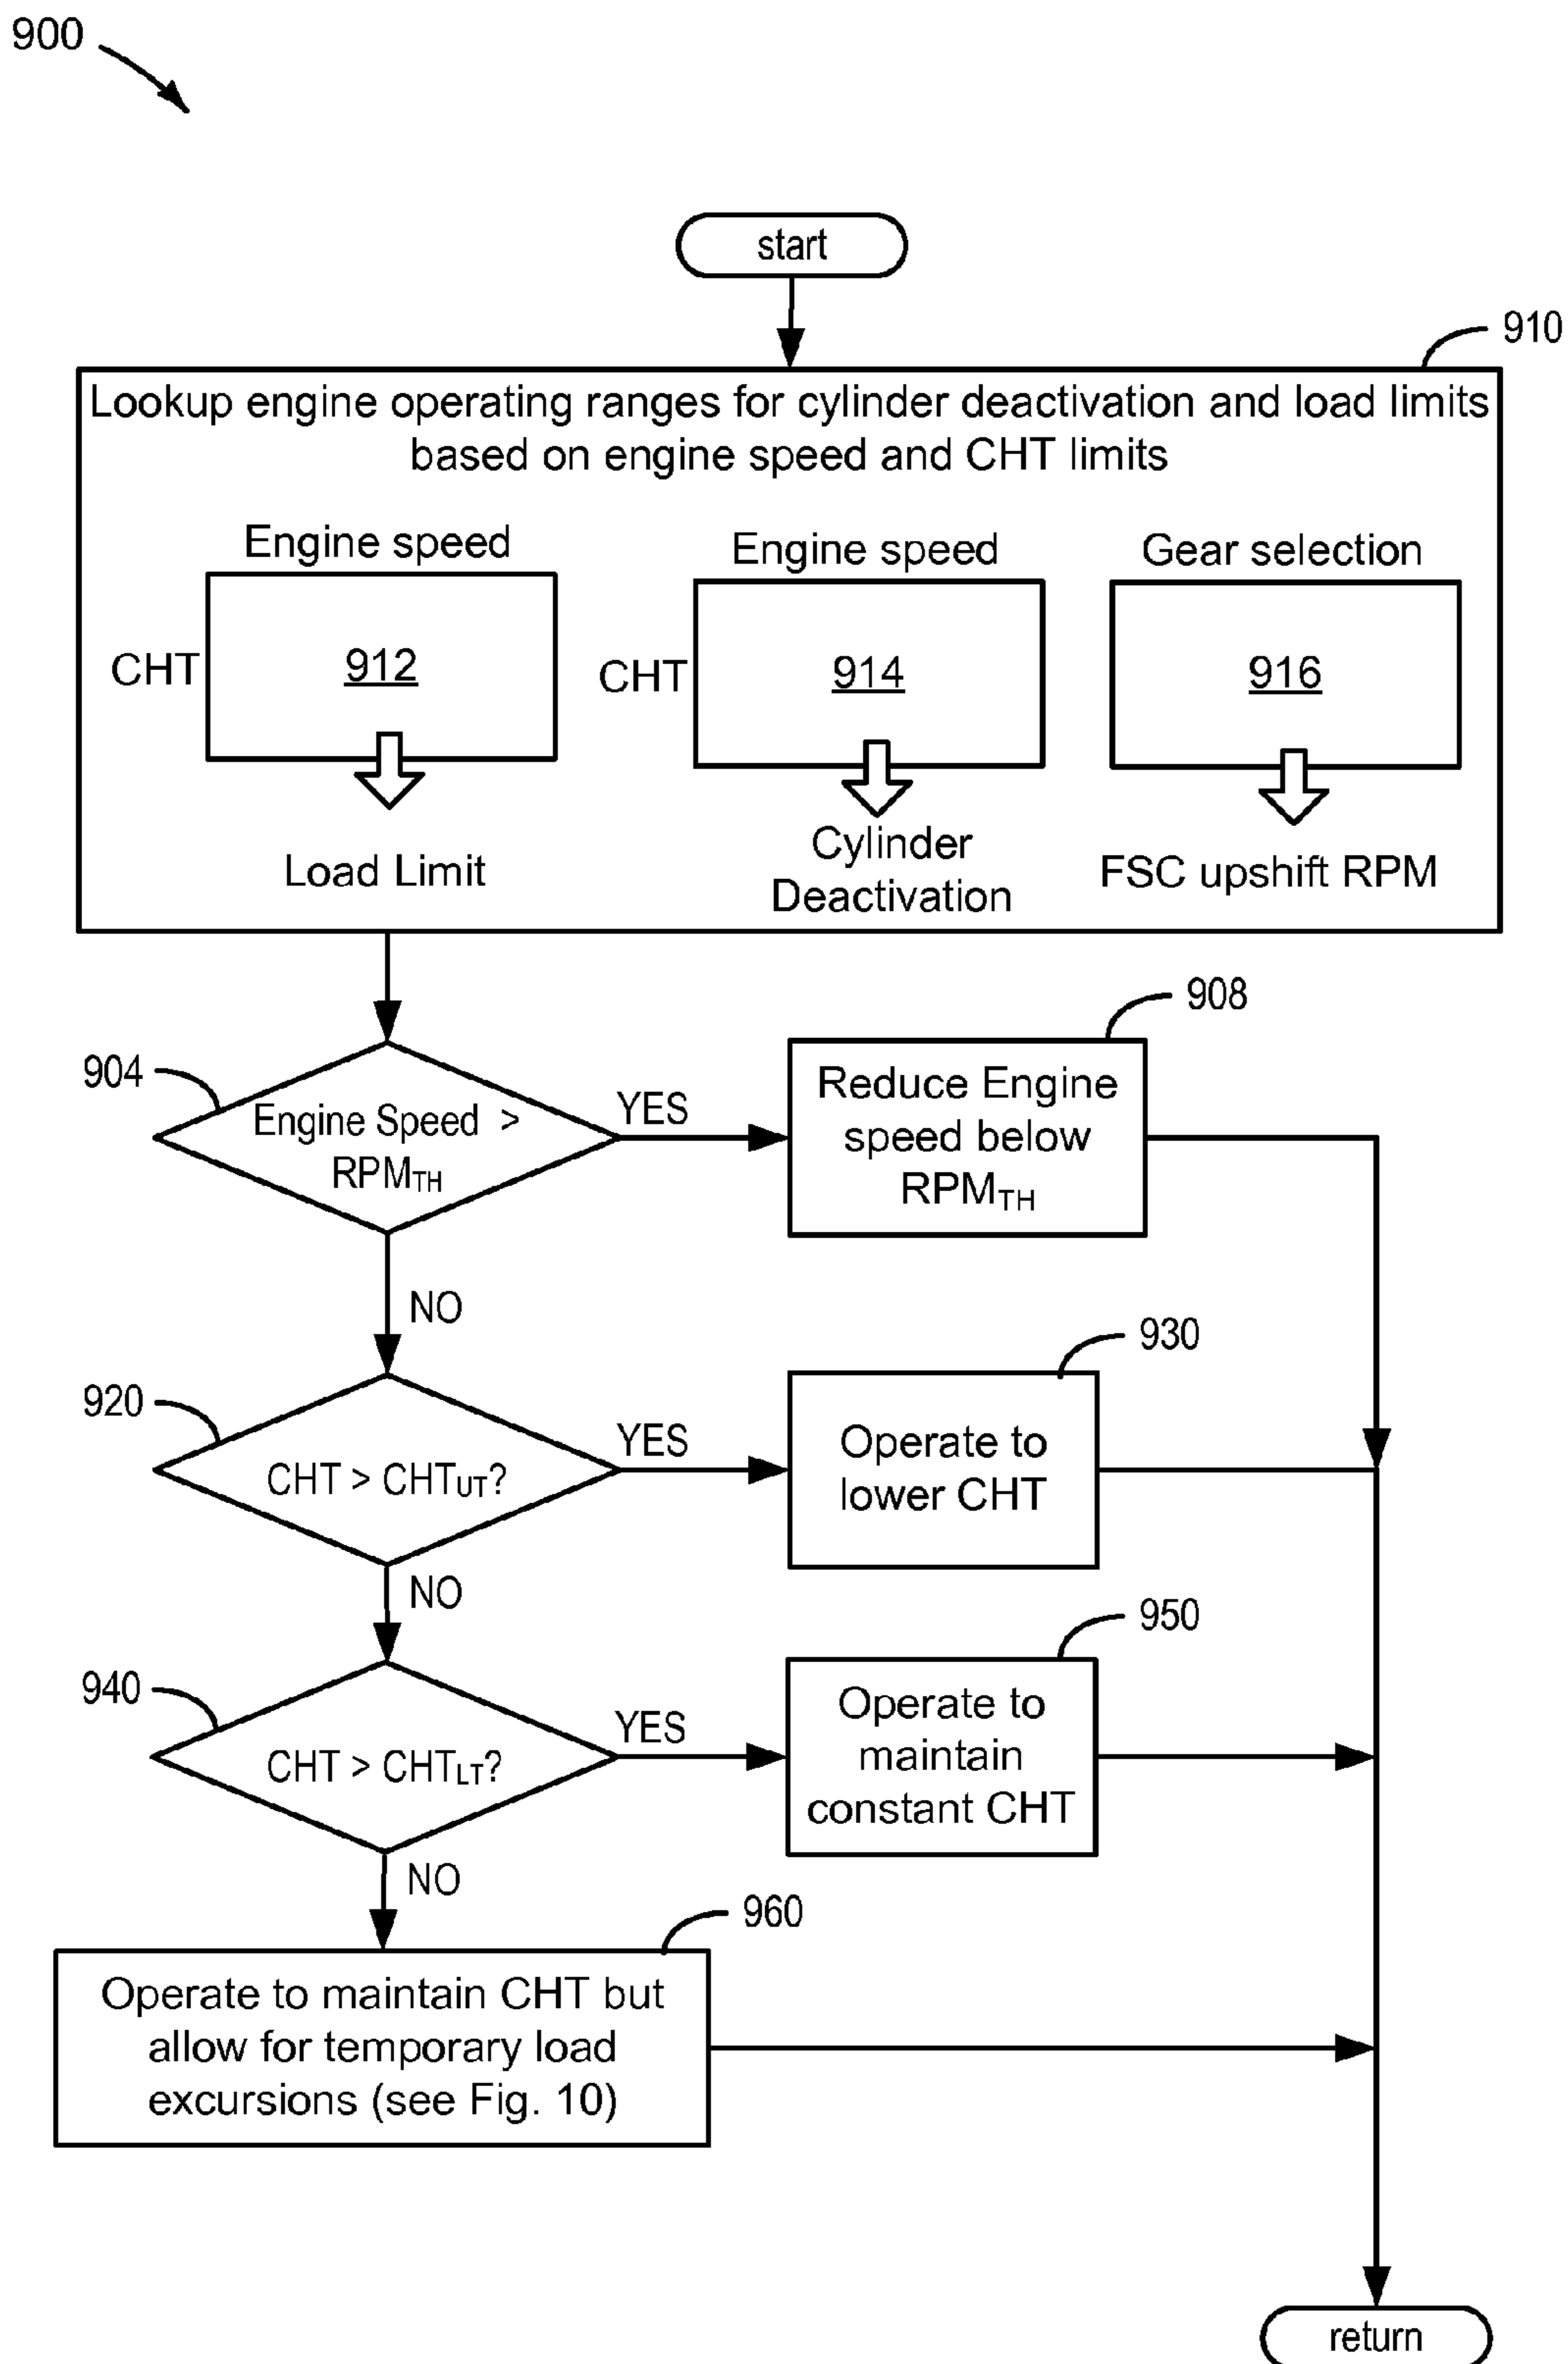 900
start
910
Lookup engine operating ranges for cylinder deactivation and load limits
based on engine speed and CHT limits
Engine speed
Engine speed
Gear selection
CHT
912
CHT
914
916
Load Limit
Cylinder
Deactivation
FSC upshift RPM
908
904
Engine Speed >
RPMTH
YES
Reduce Engine
speed below
RPMTH
NO
930
920
CHT > CHTUT?
YES
Operate to
lower CHT
NO
950
940
CHT > CHTLT?
YES
Operate to
maintain
constant CHT
NO
960
Operate to maintain CHT but
allow for temporary load
excursions (see Fig. 10)
return